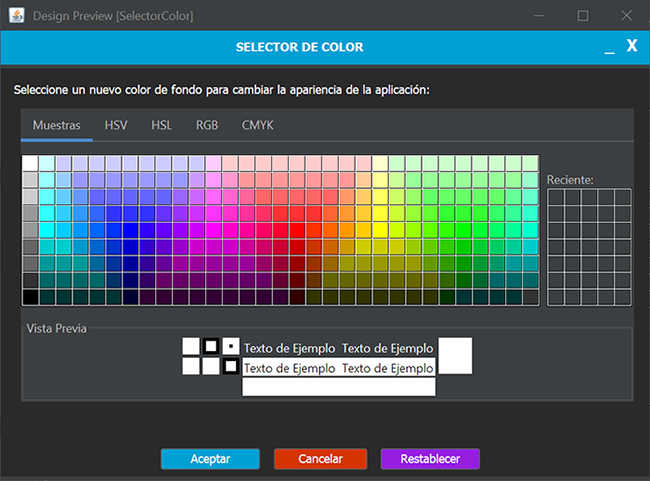 Design Preview [SelectorColor]
SELECTOR DE COLOR
_ X
Seleccione un nuevo color de fondo para cambiar la apariencia de la aplicación:
Muestras HSV HSL RGB CMYK
Reciente:
Vista Previa
Texto de Ejemplo Texto de Ejemplo
Texto de Ejemplo Texto de Ejemplo
Aceptar Cancelar Restablecer